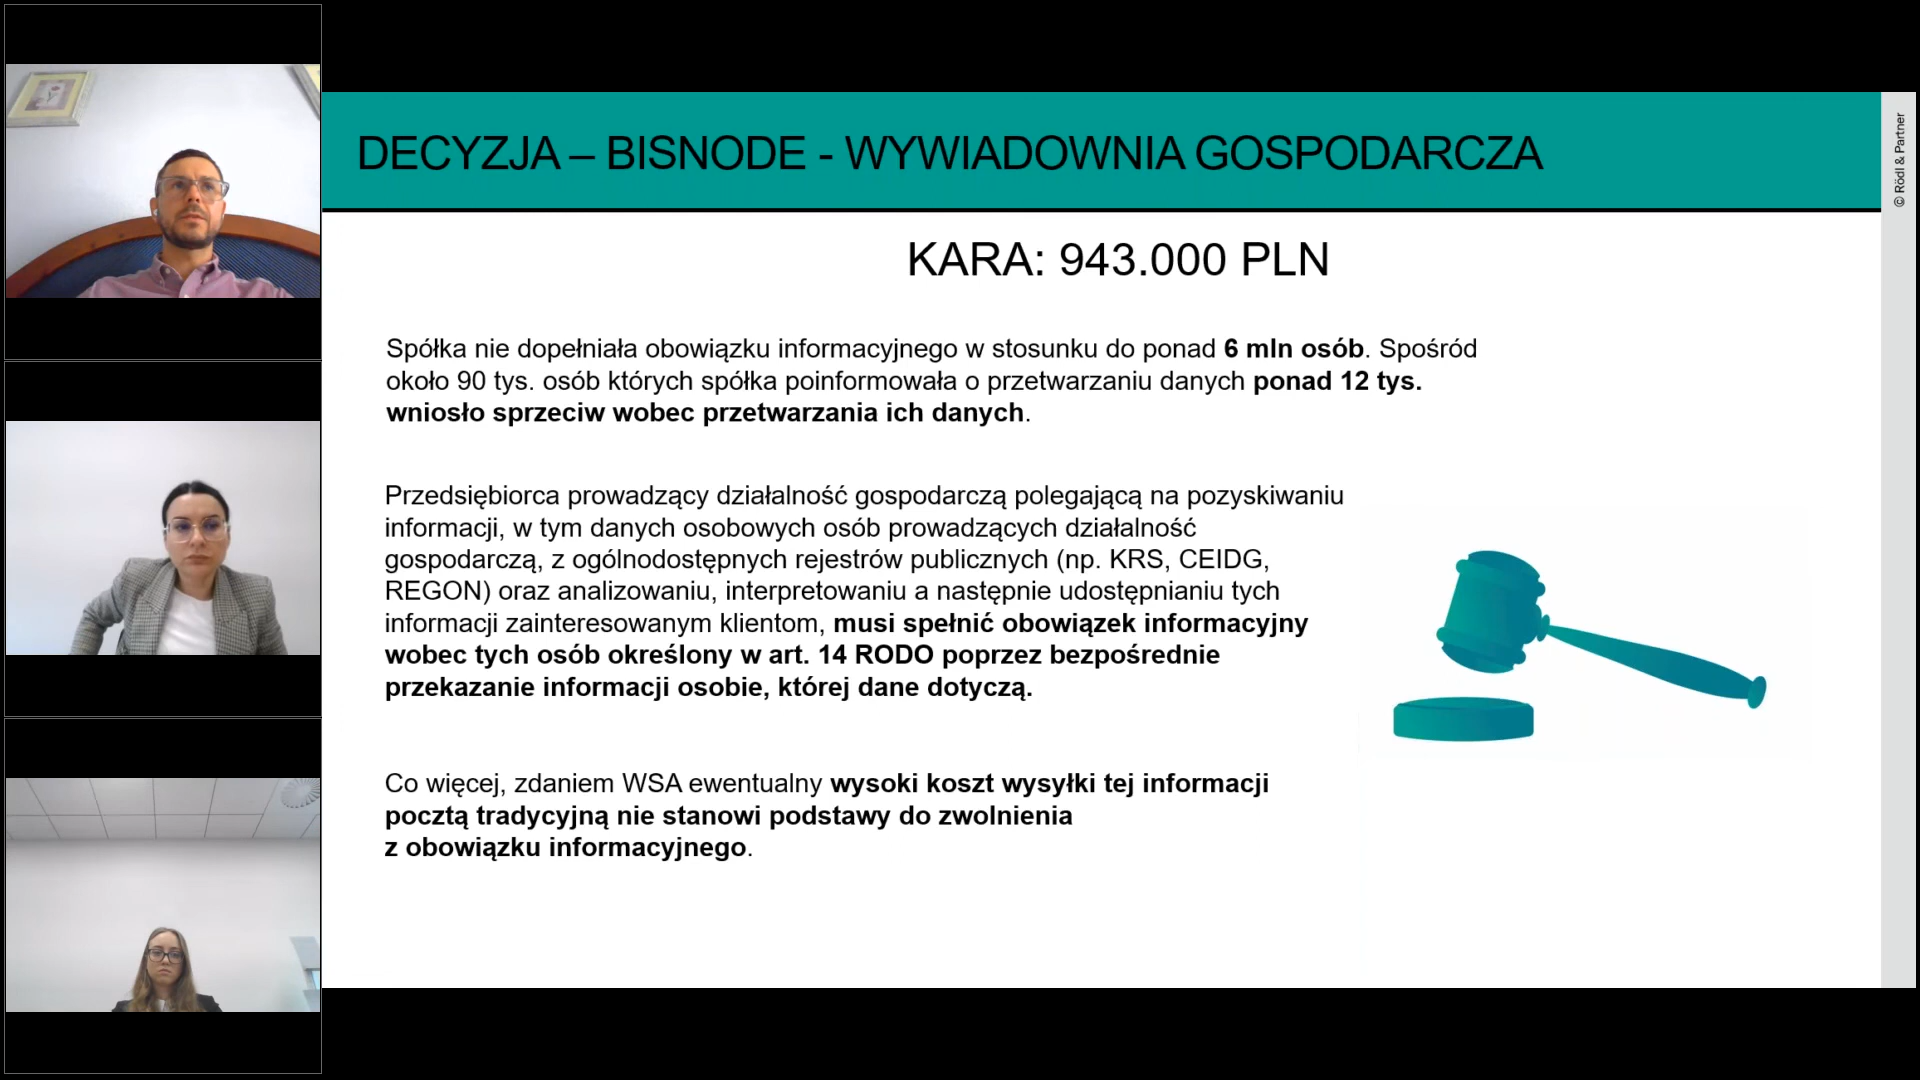 DECYZJA – BISNODE - WYWIADOWNIA GOSPODARCZA
© Rödl & Partner
KARA: 943.000 PLN
Spółka nie dopełniała obowiązku informacyjnego w stosunku do ponad 6 mln osób. Spośród
około 90 tys. osób których spółka poinformowała o przetwarzaniu danych ponad 12 tys.
wniosło sprzeciw wobec przetwarzania ich danych.
Przedsiębiorca prowadzący działalność gospodarczą polegającą na pozyskiwaniu
informacji, w tym danych osobowych osób prowadzących działalność
gospodarczą, z ogólnodostępnych rejestrów publicznych (np. KRS, CEIDG,
REGON) oraz analizowaniu, interpretowaniu a następnie udostępnianiu tych
informacji zainteresowanym klientom, musi spełnić obowiązek informacyjny
wobec tych osób określony w art. 14 RODO poprzez bezpośrednie
przekazanie informacji osobie, której dane dotyczą.
Co więcej, zdaniem WSA ewentualny wysoki koszt wysyłki tej informacji
pocztą tradycyjną nie stanowi podstawy do zwolnienia
z obowiązku informacyjnego.